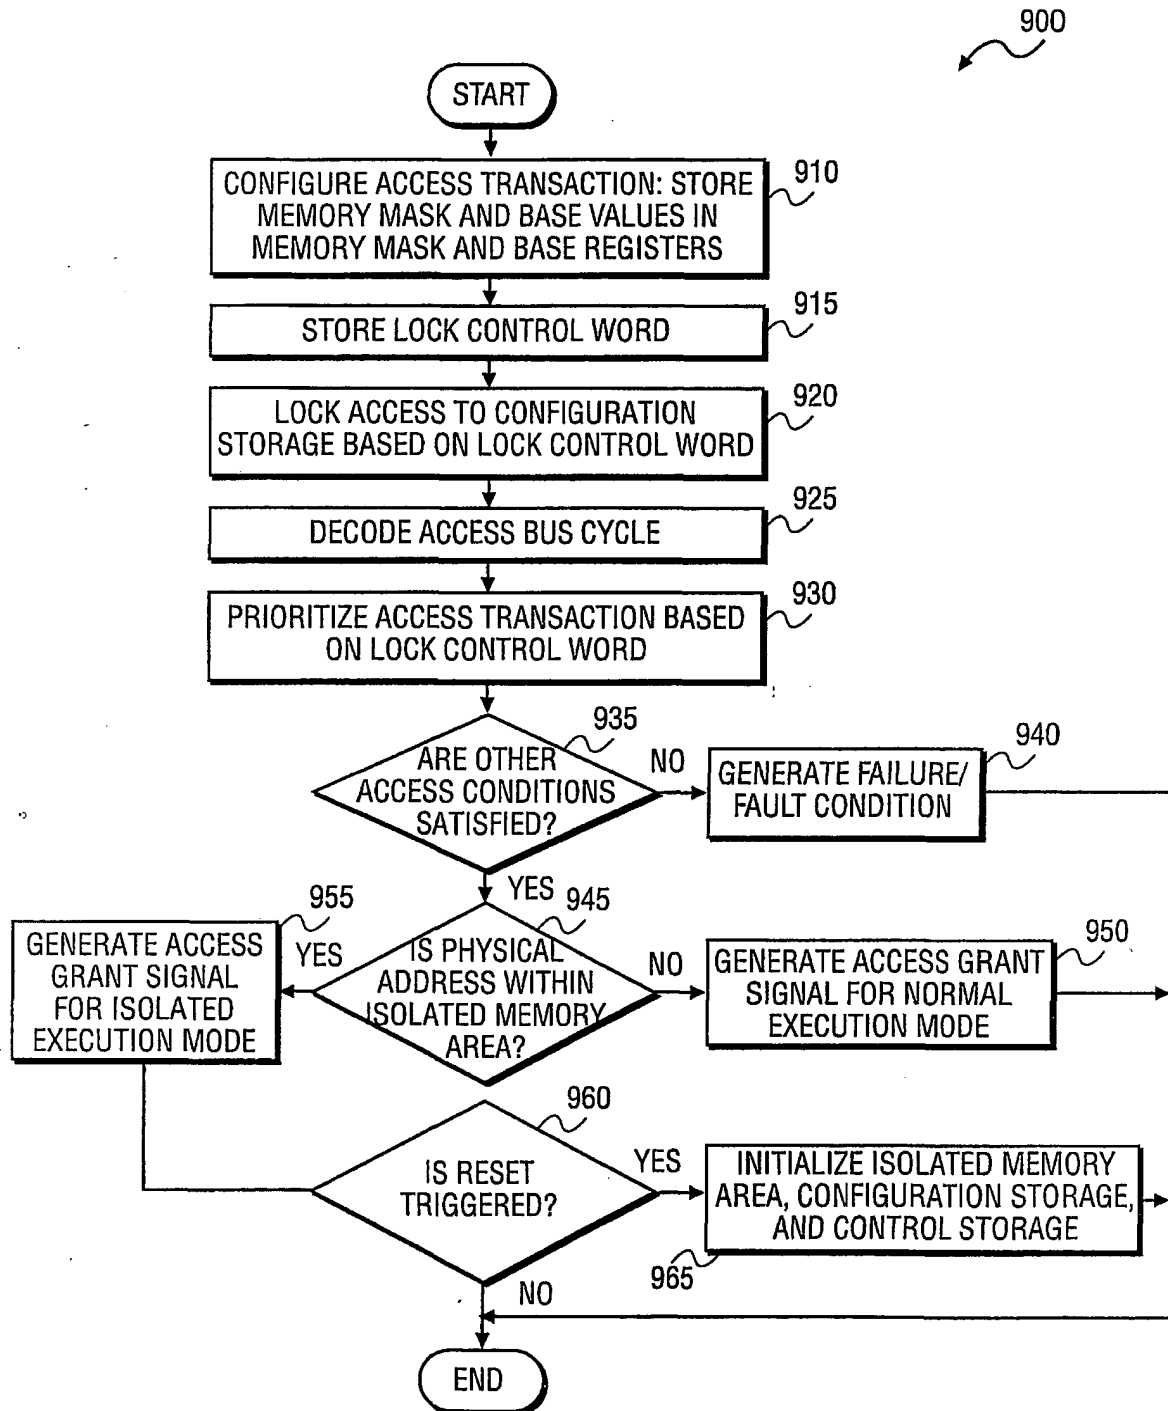 900
START
CONFIGURE ACCESS TRANSACTION: STORE
MEMORY MASK AND BASE VALUES IN
MEMORY MASK AND BASE REGISTERS
910
STORE LOCK CONTROL WORD
915
LOCK ACCESS TO CONFIGURATION
STORAGE BASED ON LOCK CONTROL WORD
920
DECODE ACCESS BUS CYCLE
925
PRIORITIZE ACCESS TRANSACTION BASED
ON LOCK CONTROL WORD
930
ARE OTHER
ACCESS CONDITIONS
SATISFIED?
935
NO
GENERATE FAILURE/
FAULT CONDITION
940
YES
IS PHYSICAL
ADDRESS WITHIN
ISOLATED MEMORY
AREA?
945
YES
GENERATE ACCESS
GRANT SIGNAL
FOR ISOLATED
EXECUTION MODE
955
NO
GENERATE ACCESS GRANT
SIGNAL FOR NORMAL
EXECUTION MODE
950
IS RESET
TRIGGERED?
960
YES
INITIALIZE ISOLATED MEMORY
AREA, CONFIGURATION STORAGE,
AND CONTROL STORAGE
965
NO
END